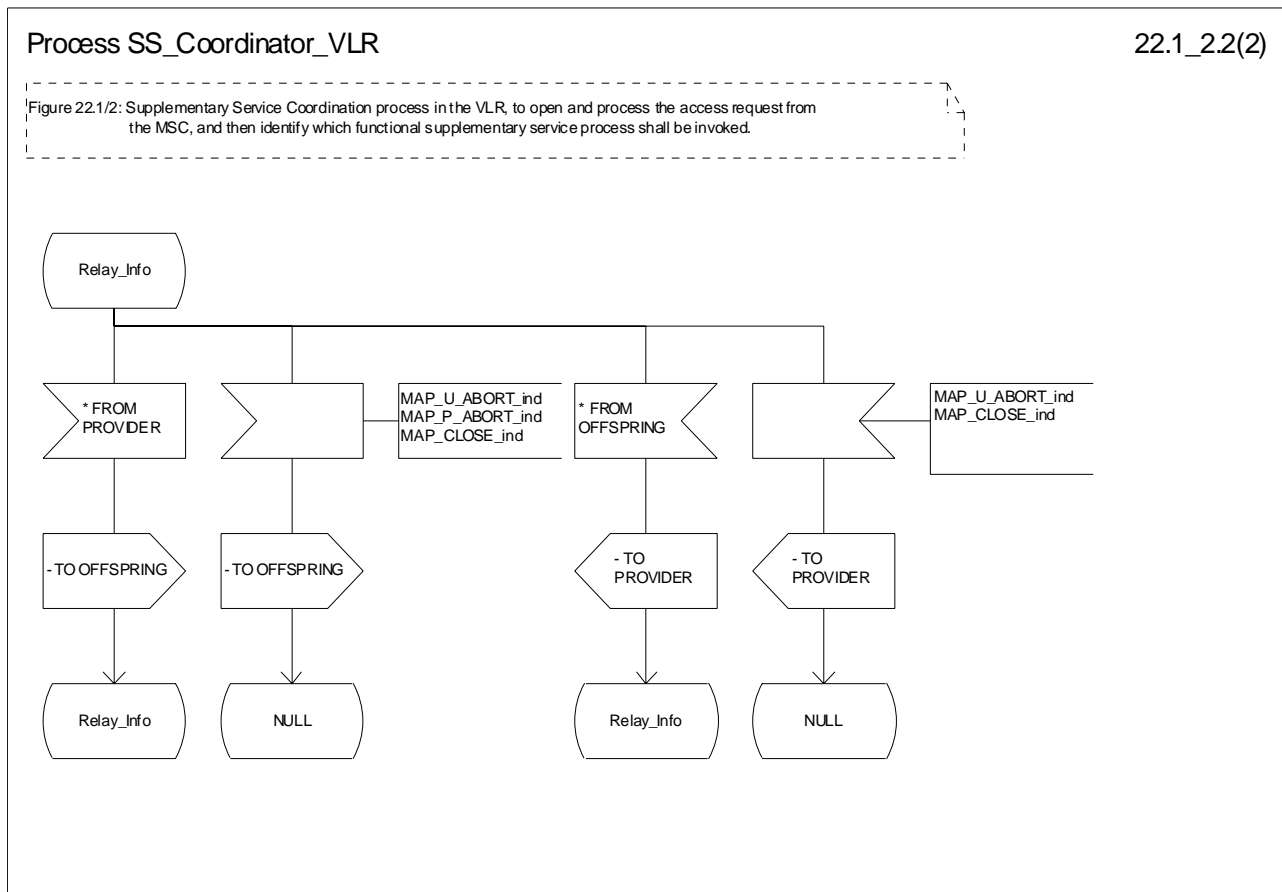 Process SS_Coordinator_VLR
22.1_2.2(2)
Figure 22.1/2: Supplementary Service Coordination process in the VLR, to open and process the access request from
the MSC, and then identify which functional supplementary service process shall be invoked.
Relay_Info
* FROM
PROVIDER
MAP_U_ABORT_ind
MAP_P_ABORT_ind
MAP_CLOSE_ind
* FROM
OFFSPRING
MAP_U_ABORT_ind
MAP_CLOSE_ind
- TO OFFSPRING
- TO OFFSPRING
- TO
PROVIDER
- TO
PROVIDER
Relay_Info
NULL
Relay_Info
NULL